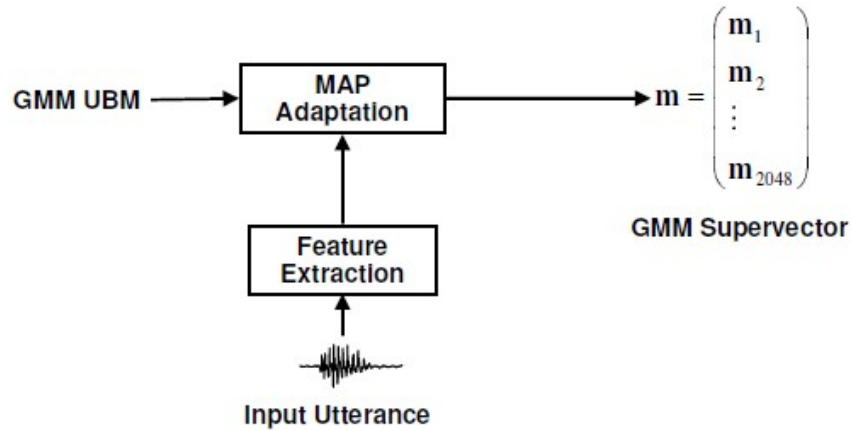 GMM UBM
MAP
Adaptation
m =
m1
m2
⋮
m2048
GMM Supervector
Feature
Extraction
Input Utterance